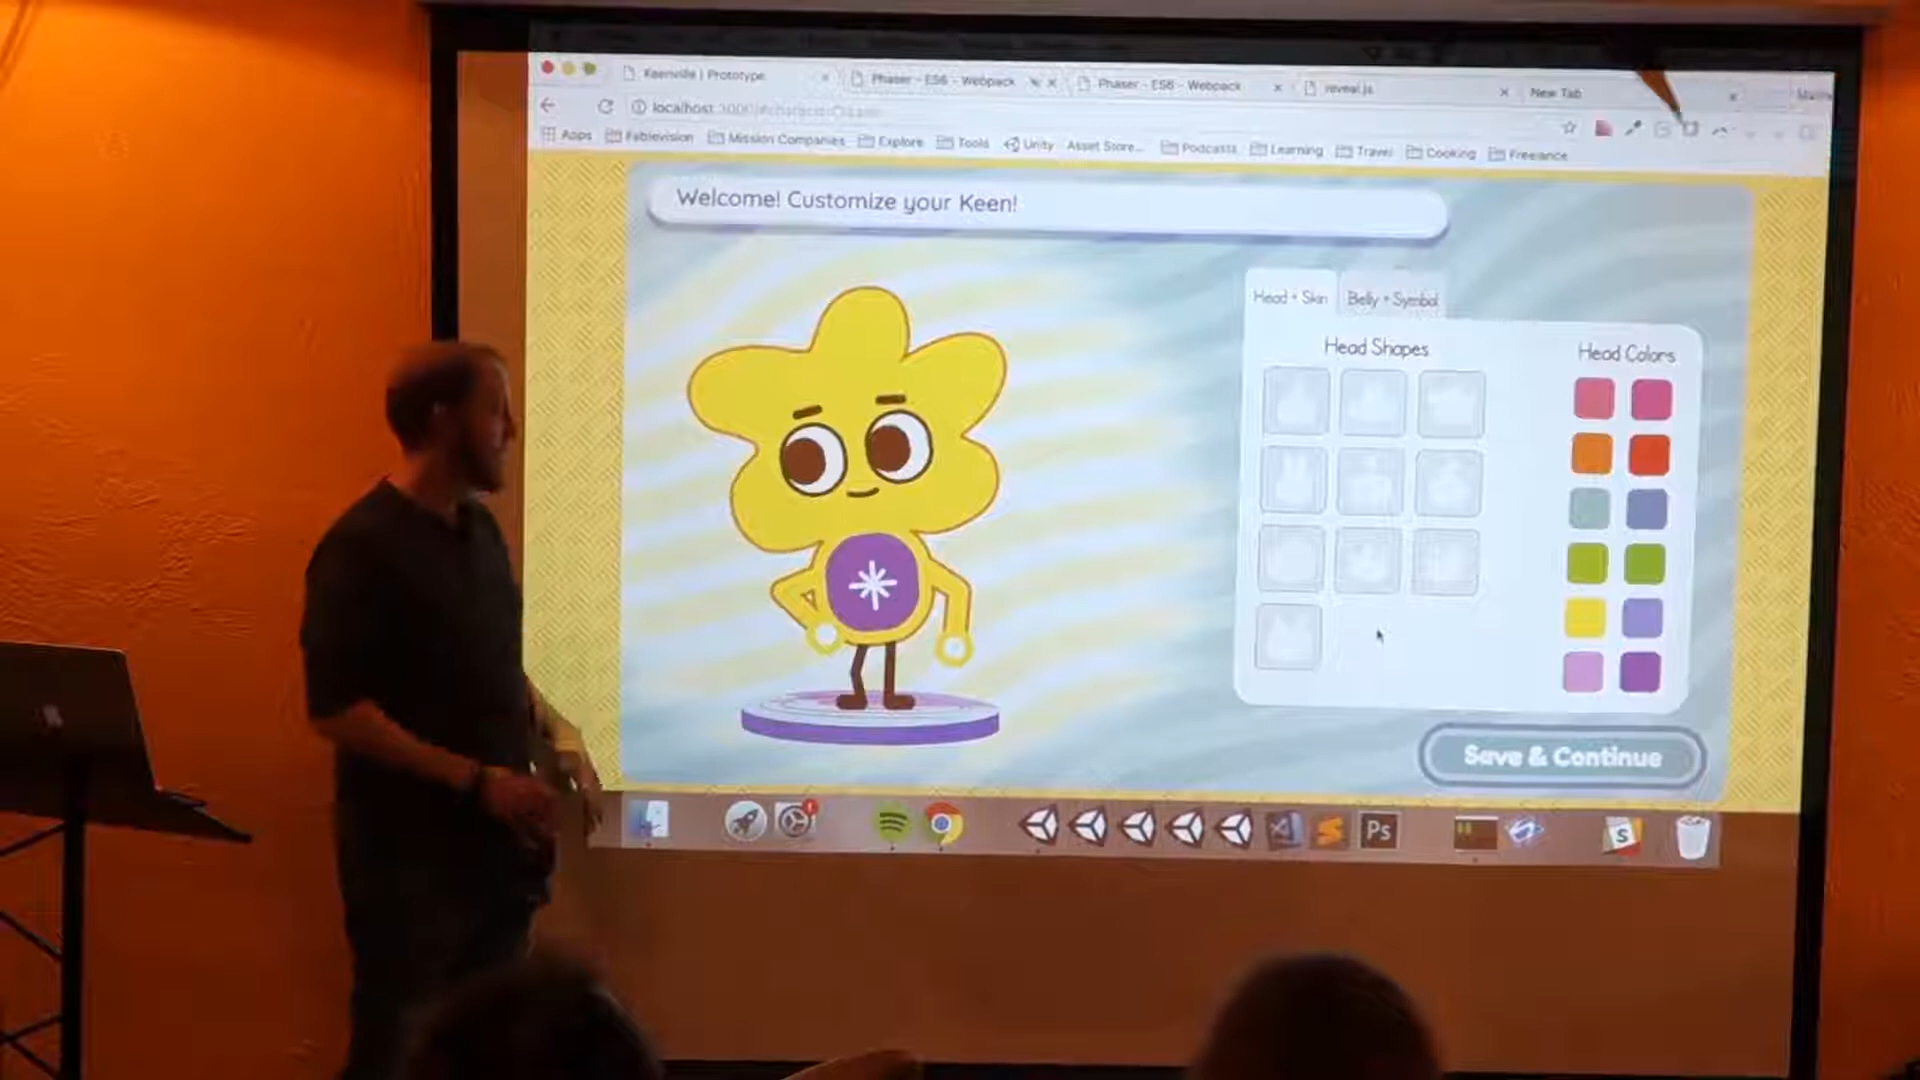 Keenville | Prototype
Phaser - ES6 - Webpack
Phaser - ES6 - Webpack
reveal.js
New Tab
localhost:3000/#
Apps Fablevision Mission Companies Explore Tools Unity Asset Store... Podcasts Learning Travel Cooking Freelance
Welcome! Customize your Keen!
Head + Skin
Belly + Symbol
Head Shapes
Head Colors
Save & Continue
Ps
S